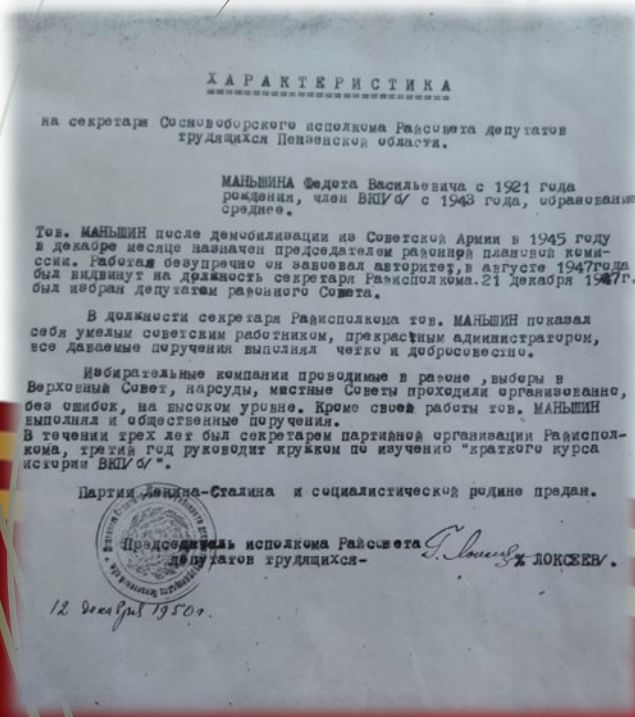 ХАРАКТЕРИСТИКА
на секретаря Сосновоборского исполкома Райсовета депутатов
трудящихся Пензенской области.
МАНЬШИНА Федота Васильевича с 1921 года
рождения, член ВКП/б/ с 1943 года, образование
среднее.
Тов. МАНЬШИН после демобилизации из Советской Армии в 1945 году
в декабре месяце назначен председателем районной плановой коми-
ссии. Работая безупречно он завоевал авторитет,в августе 1947года
был выдвинут на должность секретаря Райисполкома.21 декабря 1947г.
был избран депутатом районного Совета.
В должности секретаря Райисполкома тов. МАНЬШИН показал
себя умелым советским работником, прекрастным администратором,
все даваемые поручения выполнял четко и добросовестно.
Избирательные компании проводимые в районе ,выборы в
Верховный Совет, нарсуды, местные Советы проходили организованно,
без ошибок, на высоком уровне. Кроме своей работы тов. МАНЬШИН
выполнял и общественные поручения.
В течении трех лет был секретарем партийной организации Райиспол-
кома, третий год руководит кружком по изучению "краткого курса
истории ВКП/б/".
Партии Ленина-Сталина и социалистической родине предан.
Председатель исполкома Райсовета
депутатов трудящихся- ЛОКСЕЕВ/.
12 декабря 1950г.